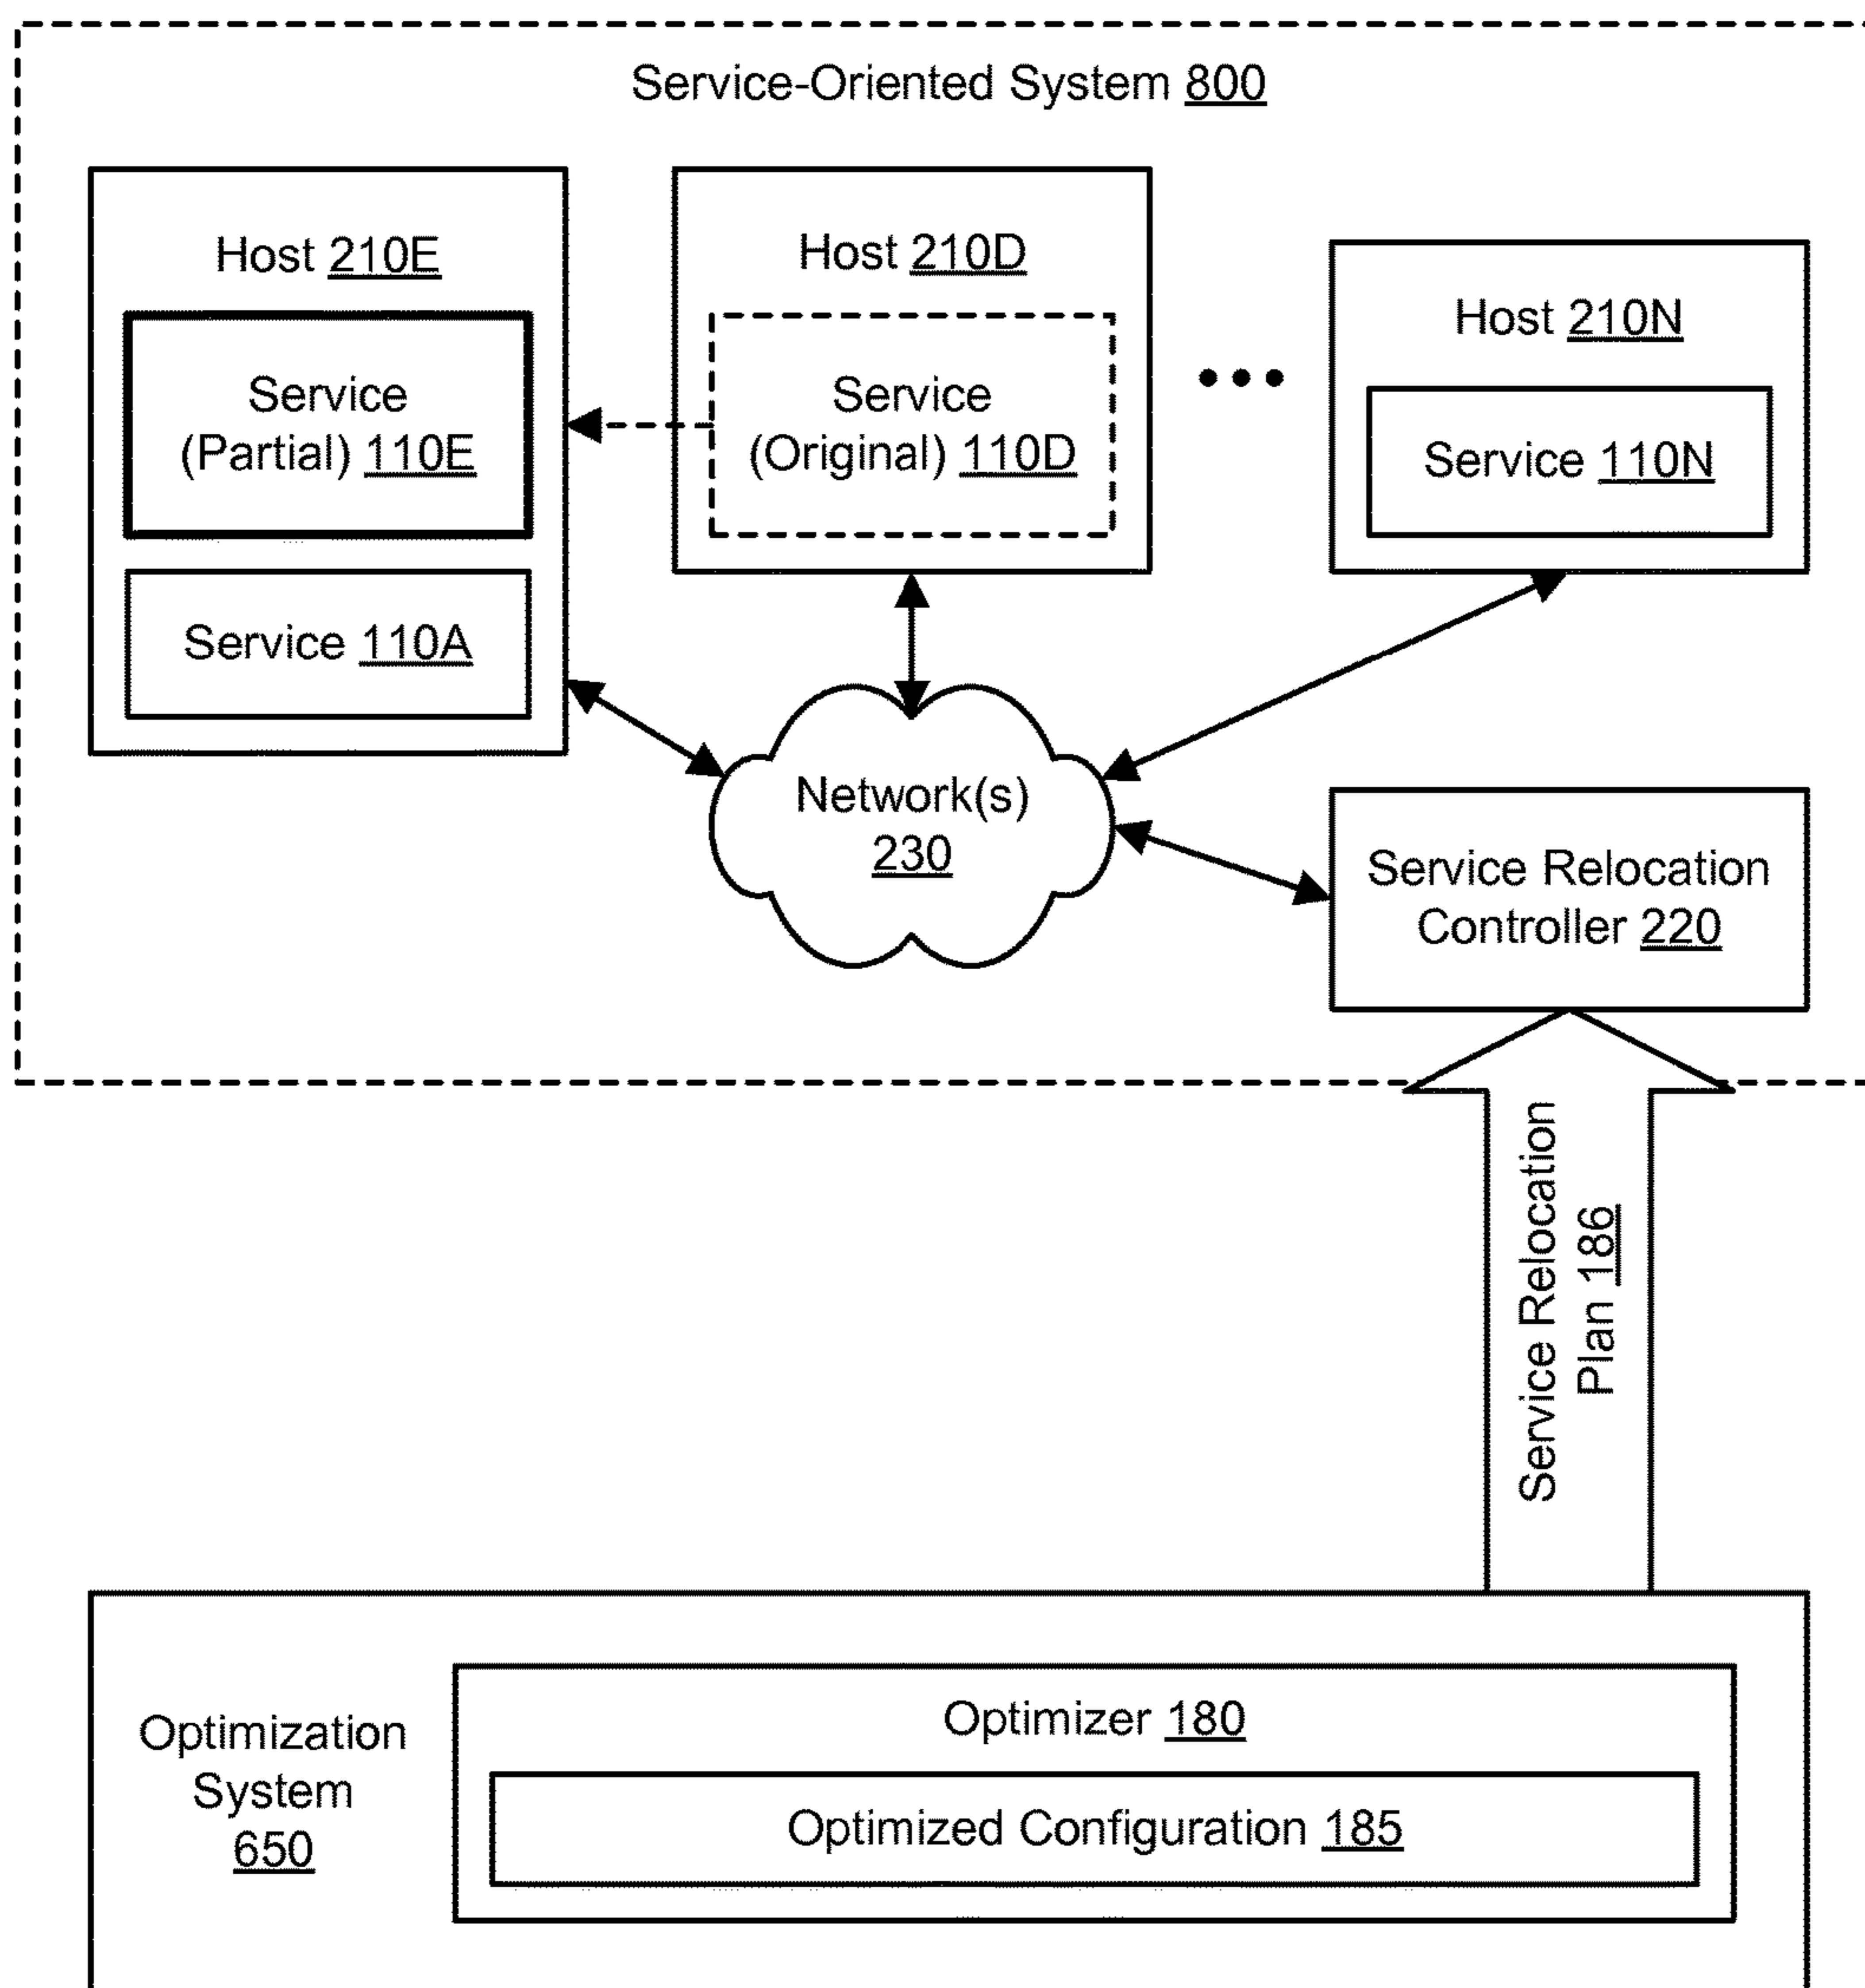 Service-Oriented System 800
Host 210E
Service
(Partial) 110E
Service 110A
Host 210D
Service
(Original) 110D
Host 210N
Service 110N
Network(s)
230
Service Relocation
Controller 220
Service Relocation
Plan 186
Optimization
System
650
Optimizer 180
Optimized Configuration 185